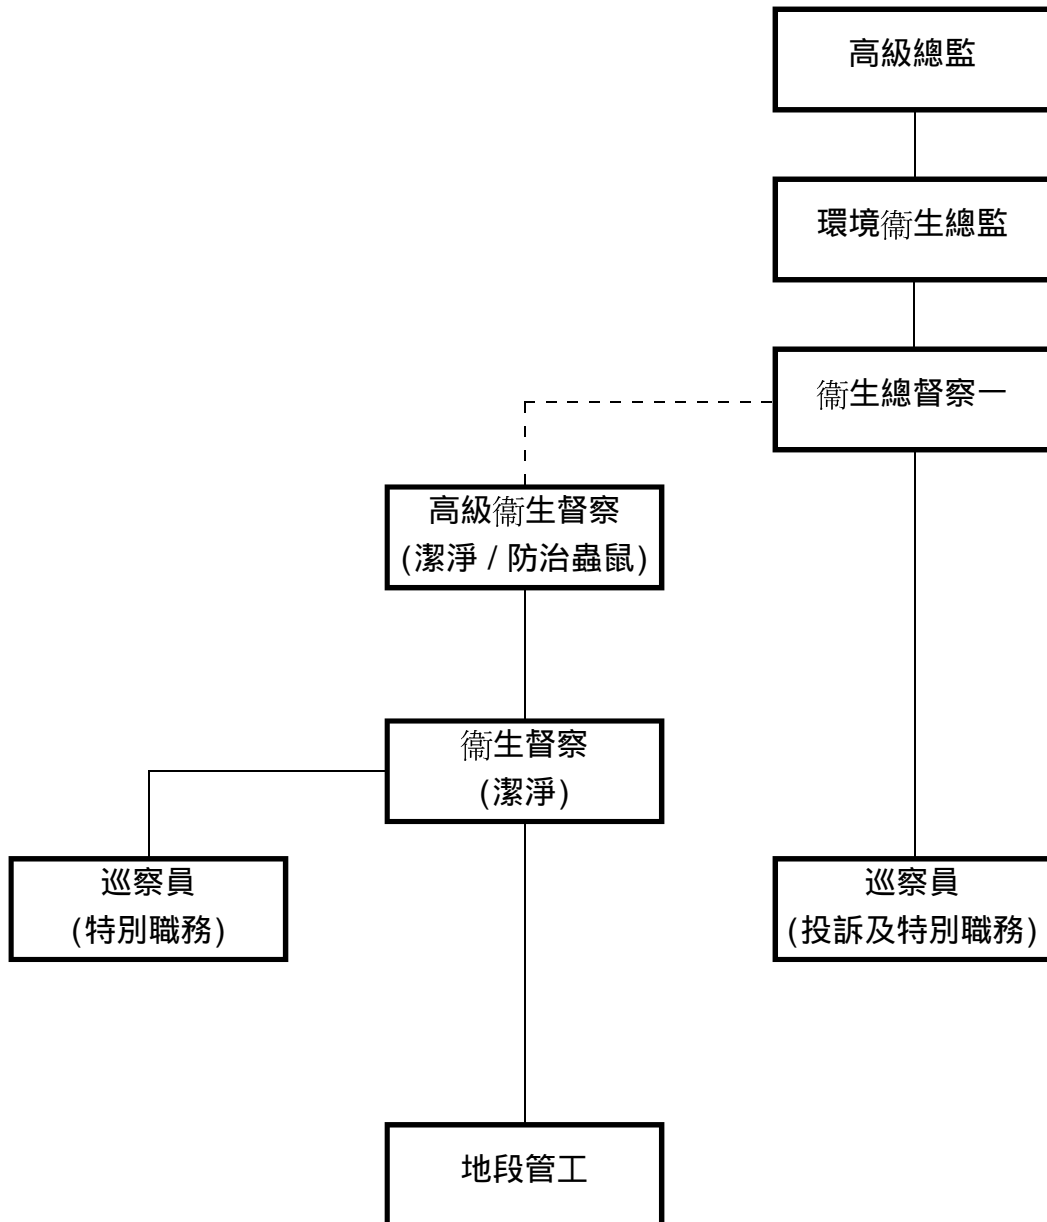 高級總監
環境衞生總監
衞生總督察一
高級衞生督察
(潔淨 / 防治蟲鼠)
衞生督察
(潔淨)
巡察員
(特別職務)
巡察員
(投訴及特別職務)
地段管工